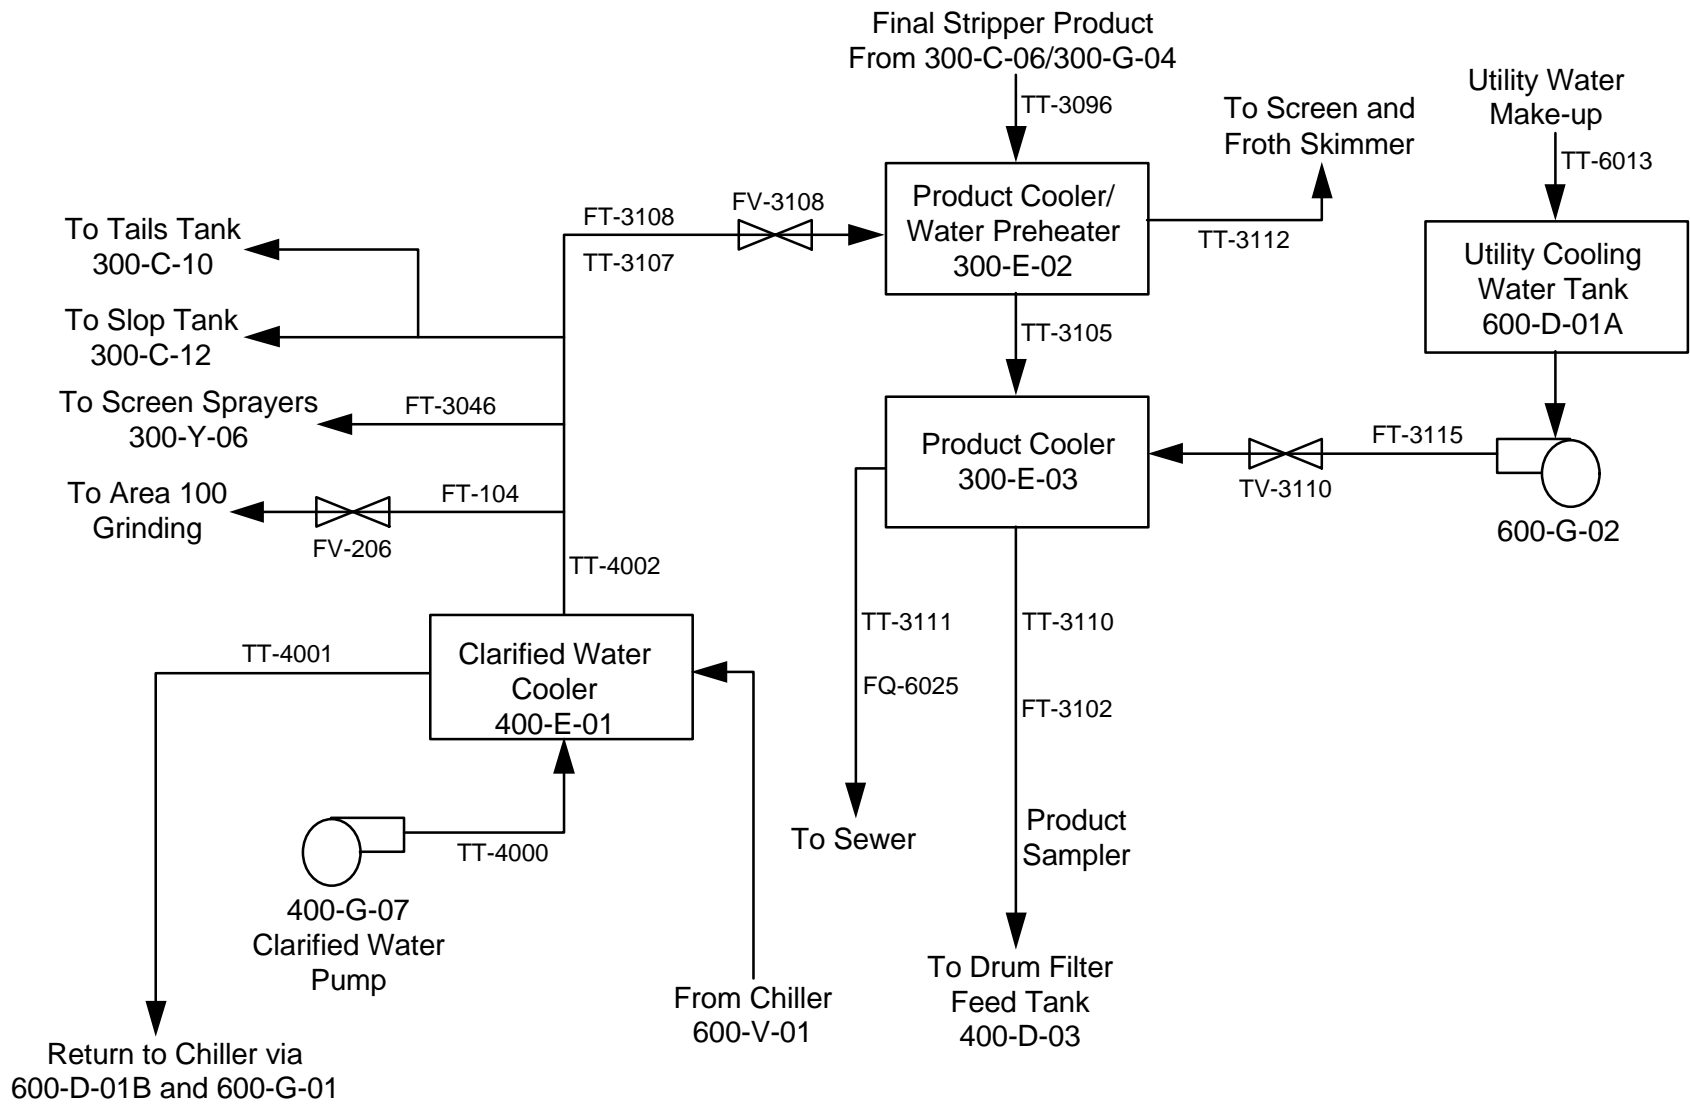 Final Stripper Product
From 300-C-06/300-G-04
TT-3096
To Screen and
Froth Skimmer
Utility Water
Make-up
TT-6013
Product Cooler/
Water Preheater
300-E-02
TT-3112
FV-3108
FT-3108
TT-3107
To Tails Tank
300-C-10
To Slop Tank
300-C-12
Utility Cooling
Water Tank
600-D-01A
TT-3105
To Screen Sprayers
300-Y-06
FT-3046
Product Cooler
300-E-03
FT-3115
TV-3110
600-G-02
To Area 100
Grinding
FT-104
FV-206
TT-4002
TT-3111
FQ-6025
TT-3110
FT-3102
TT-4001
Clarified Water
Cooler
400-E-01
To Sewer
Product
Sampler
TT-4000
400-G-07
Clarified Water
Pump
From Chiller
600-V-01
To Drum Filter
Feed Tank
400-D-03
Return to Chiller via
600-D-01B and 600-G-01